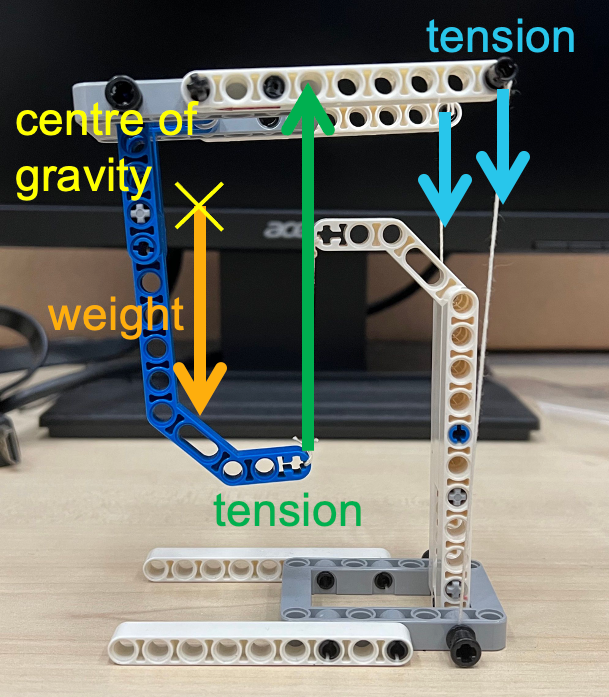 tension
centre of
gravity
acer
weight
tension